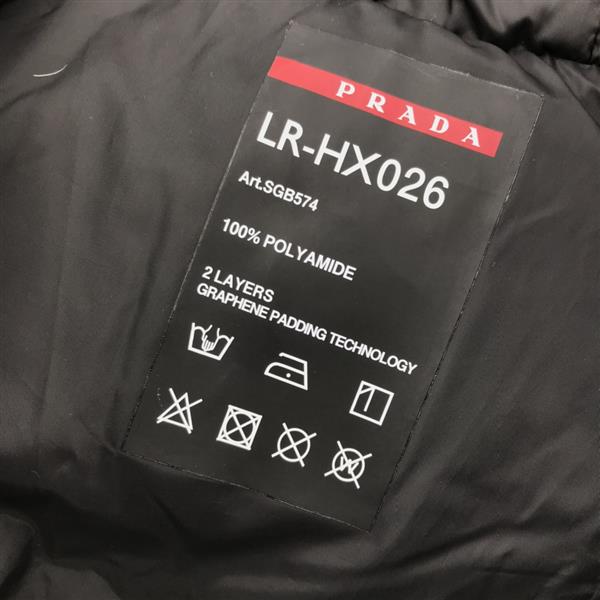 PRADA
LR-HX026
Art.SGB574
100% POLYAMIDE
2 LAYERS
GRAPHENE PADDING TECHNOLOGY
W